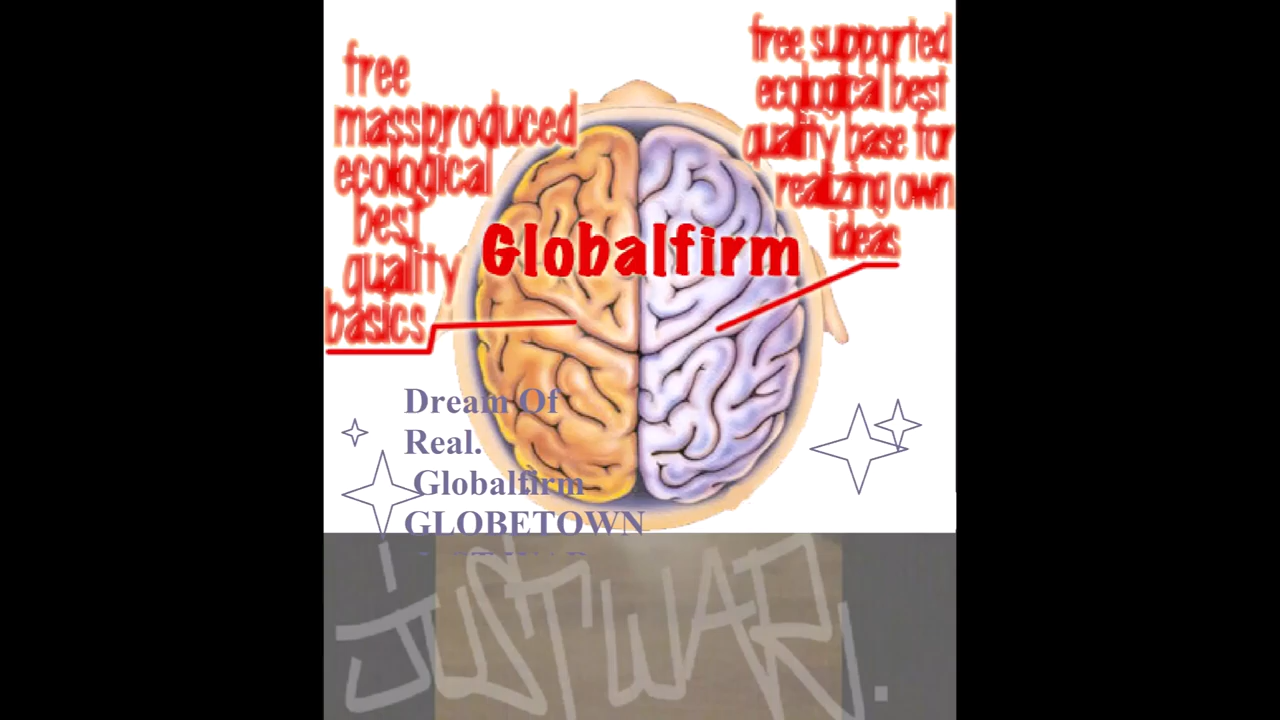 free
massproduced
ecological
best
quality
basics
free supported
ecological best
quality base for
realizing own
ideas
Globalfirm
Dream Of
Real.
Globalfirm
GLOBETOWN
JUST WAR.